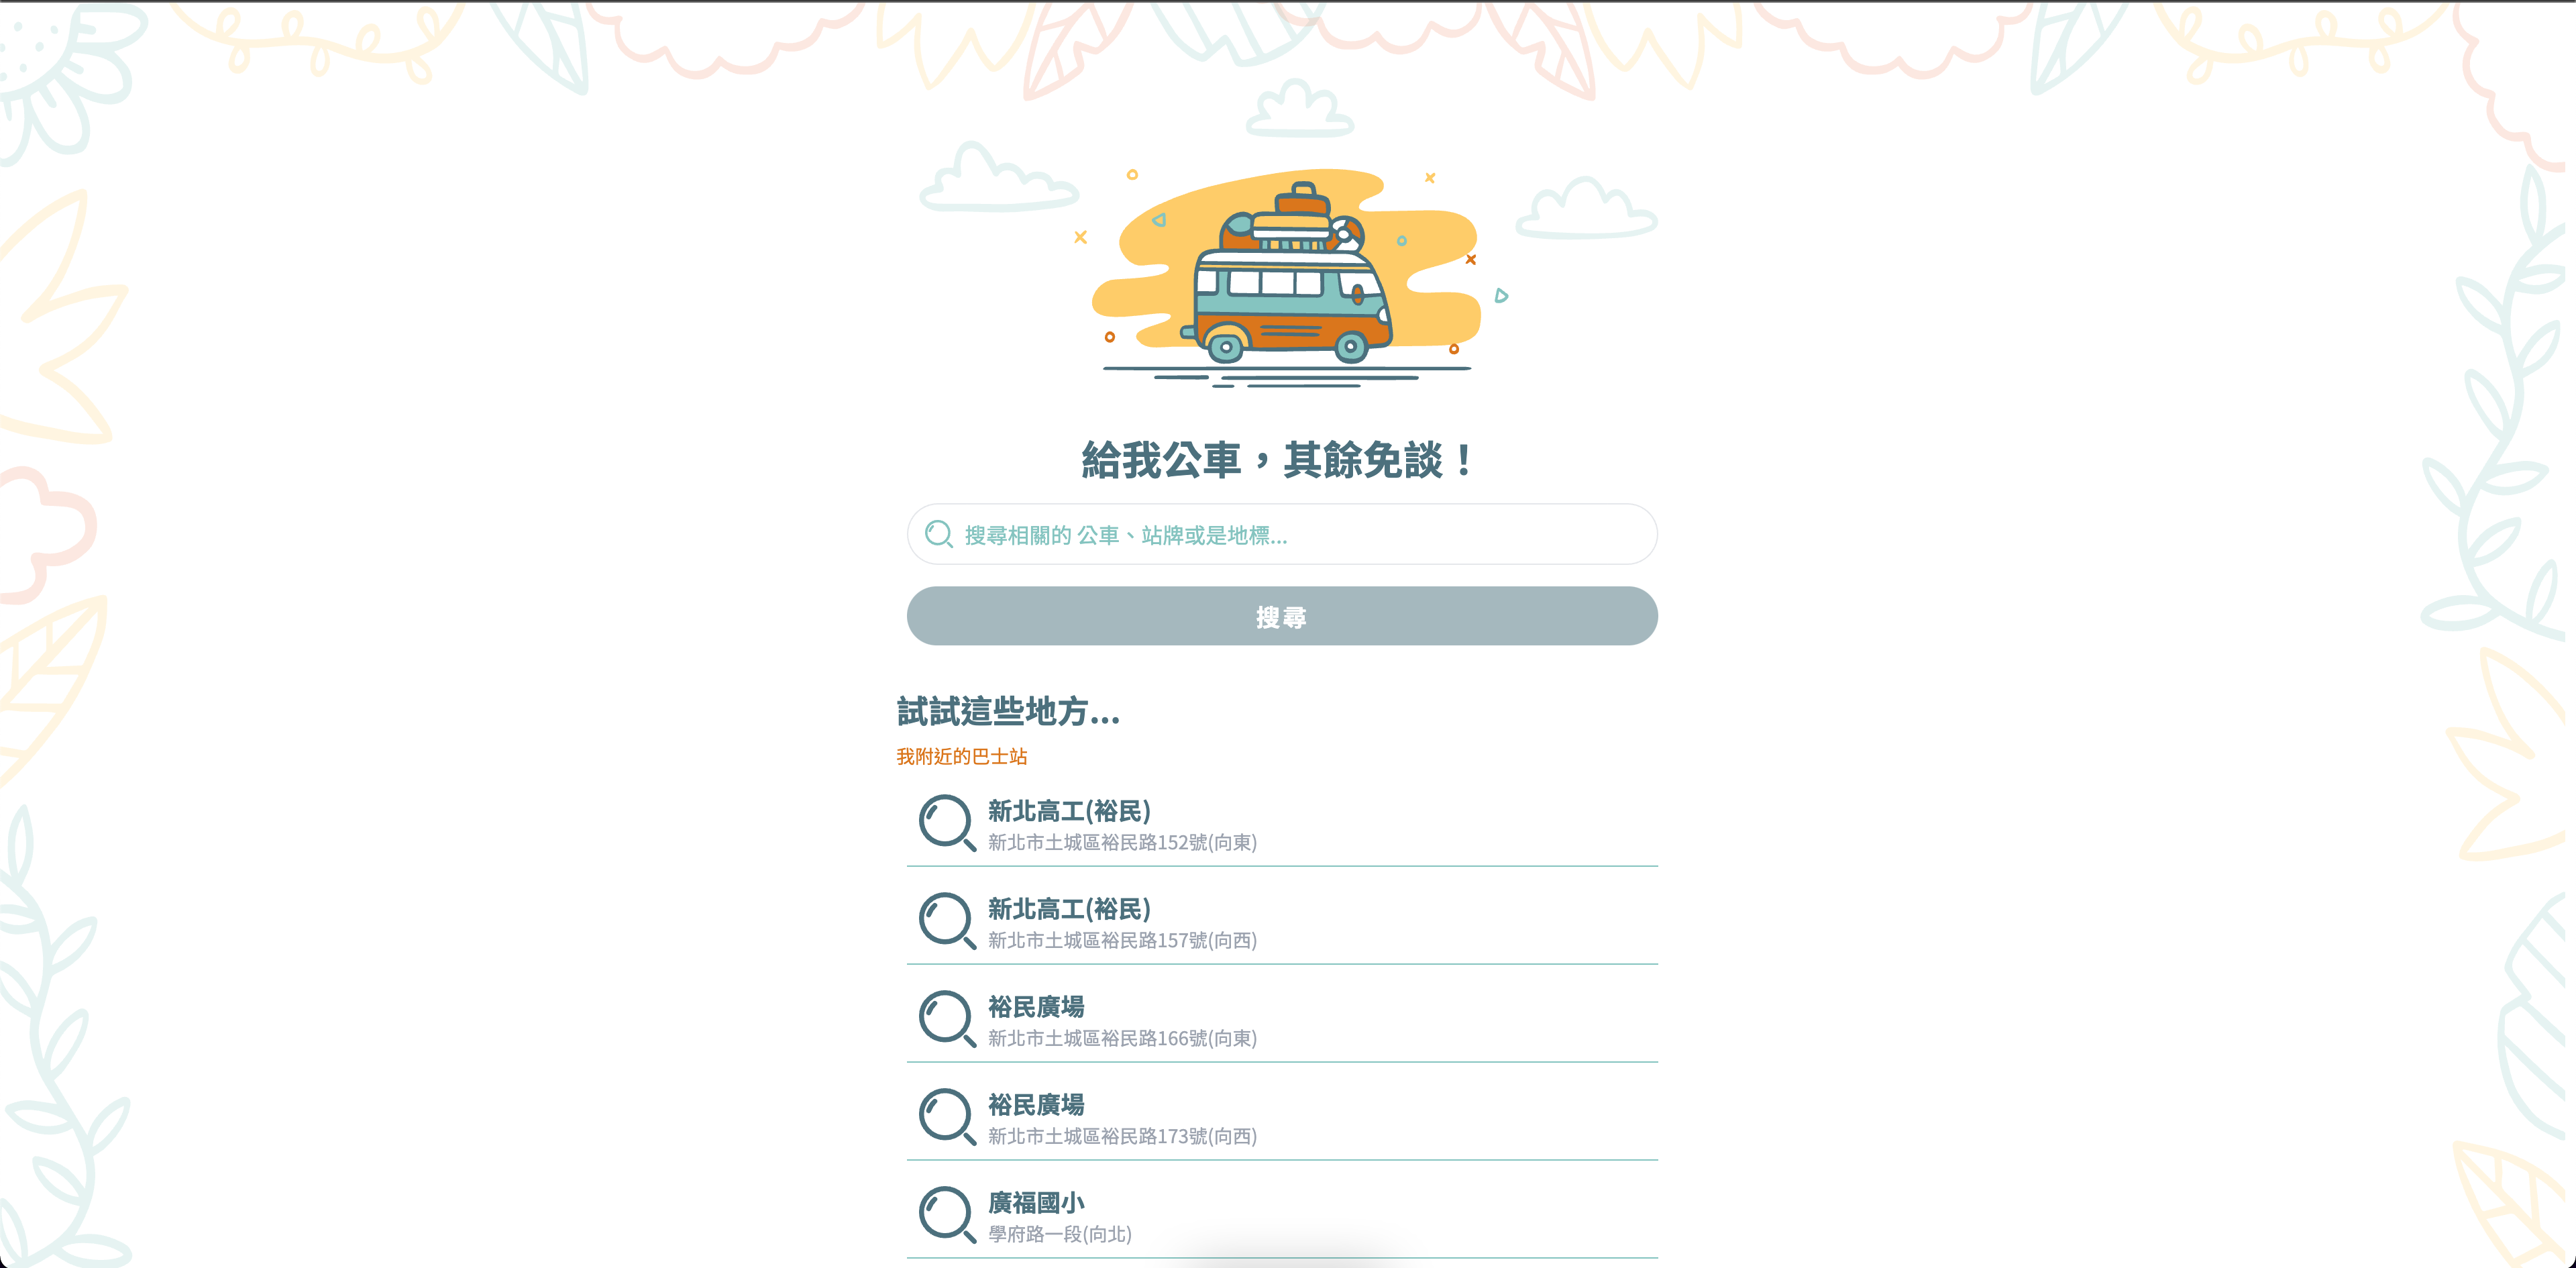 給我公車，其餘免談！
搜尋相關的 公車、站牌或是地標...
搜尋
試試這些地方...
我附近的巴士站
新北高工(裕民)
新北市土城區裕民路152號(向東)
新北高工(裕民)
新北市土城區裕民路157號(向西)
裕民廣場
新北市土城區裕民路166號(向東)
裕民廣場
新北市土城區裕民路173號(向西)
廣福國小
學府路一段(向北)